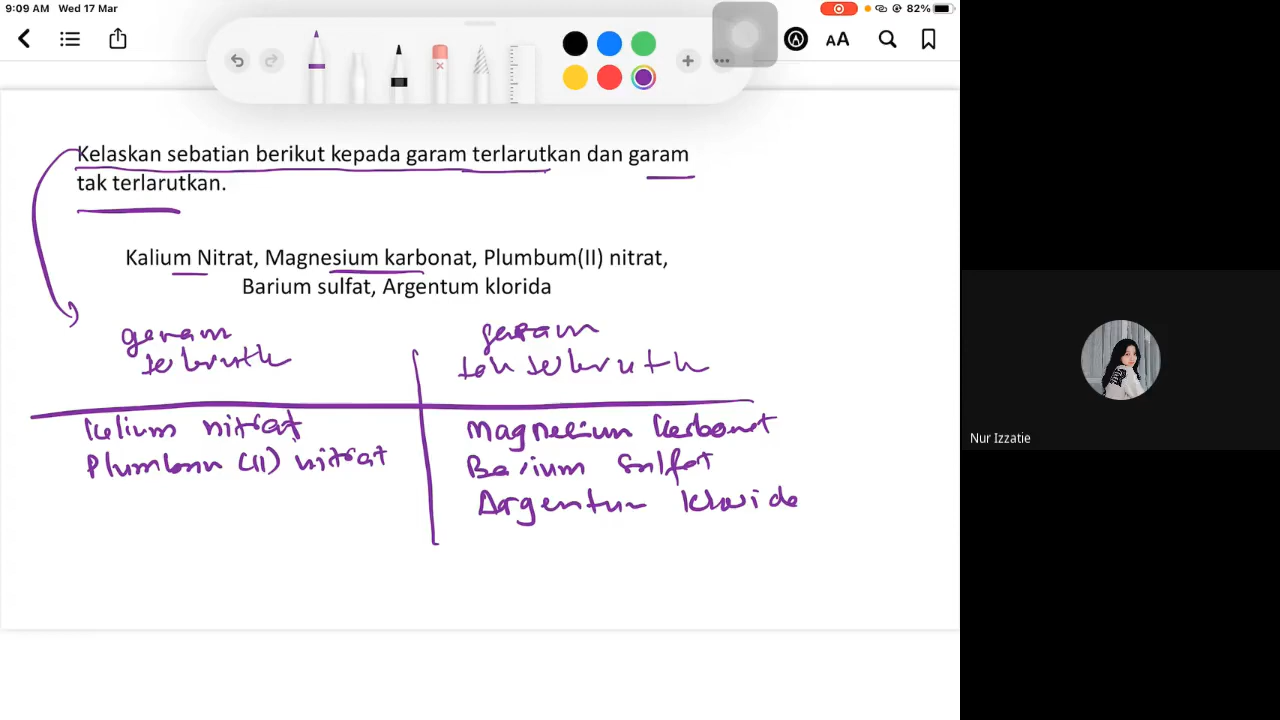 9:09 AM Wed 17 Mar
82%
AA
Kelaskan sebatian berikut kepada garam terlarutkan dan garam
tak terlarutkan.
Kalium Nitrat, Magnesium karbonat, Plumbum(II) nitrat,
Barium sulfat, Argentum klorida
garam
garam
tak
Kalium nitrat
Magnesium karbonat
Plumbum (II) nitrat
Barium Sulfat
Argentum klorida
Nur Izzatie